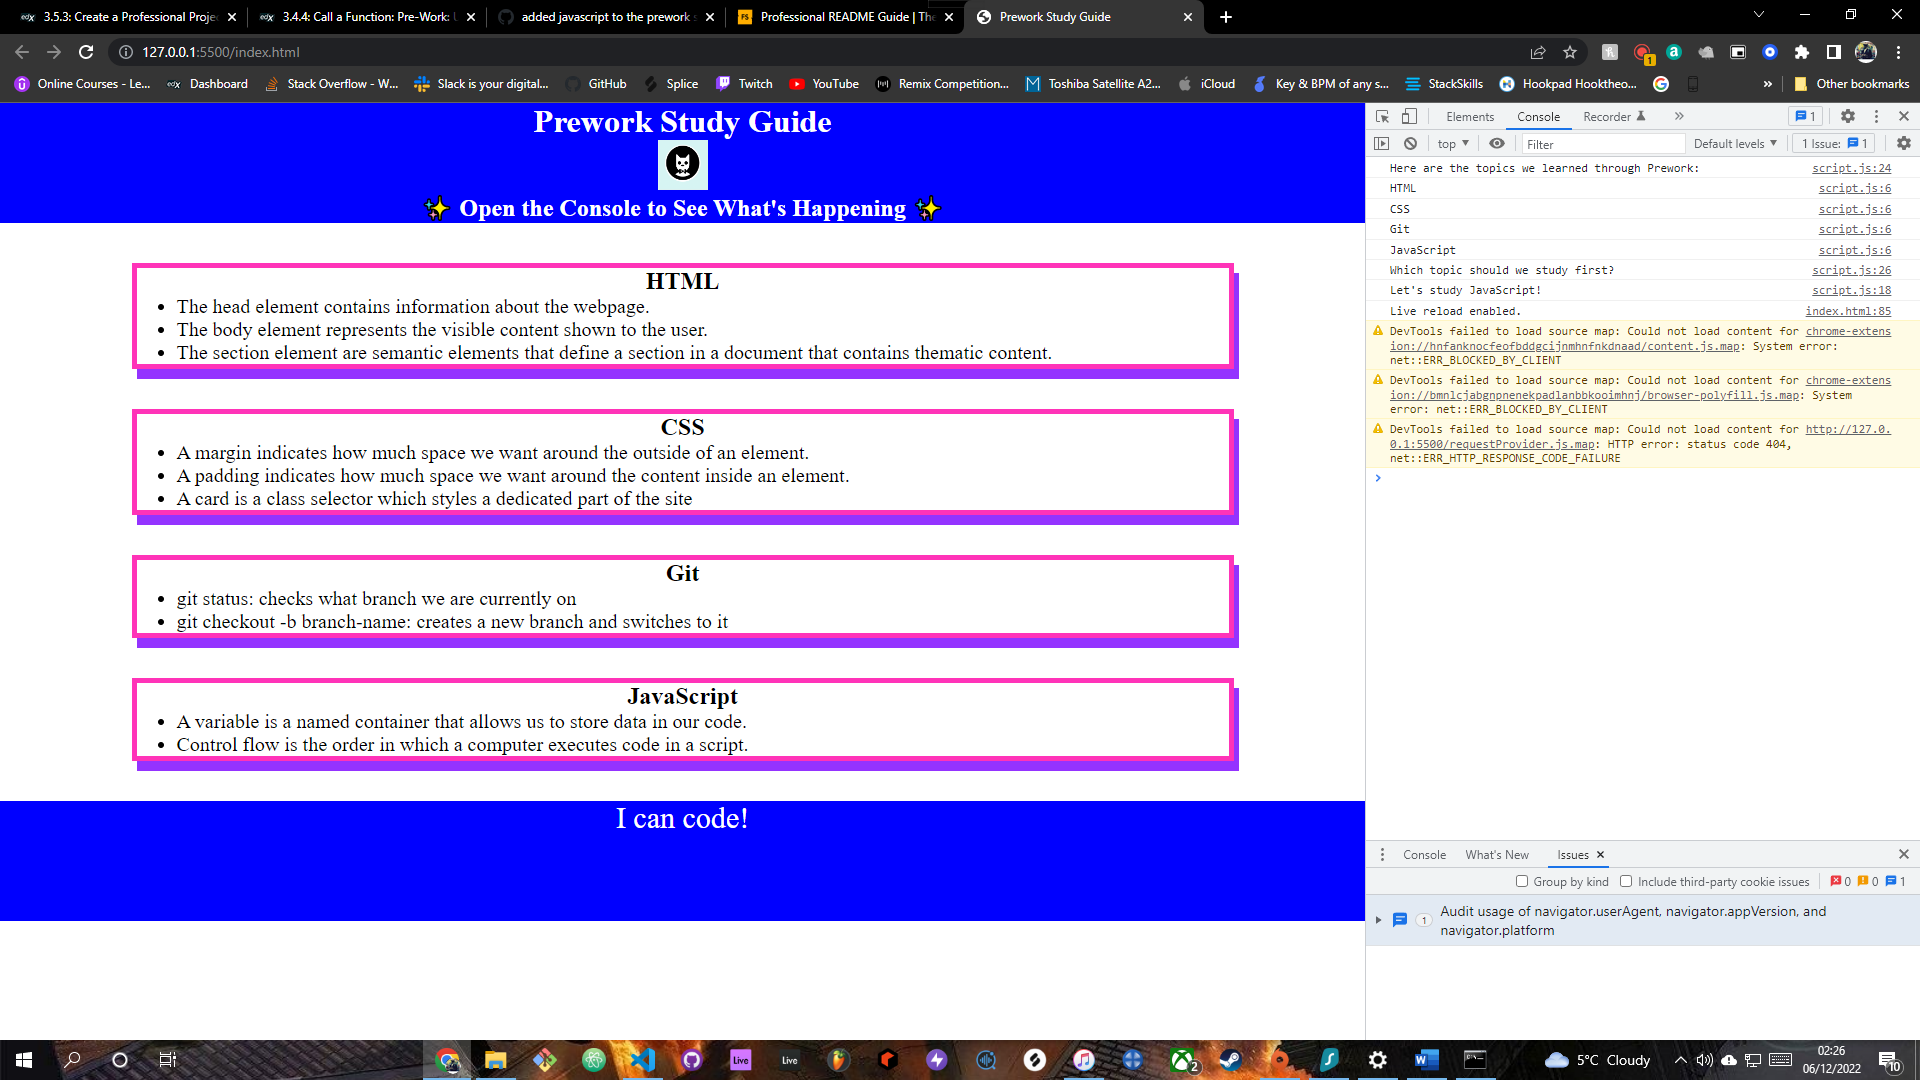 3.5.3: Create a Professional Proje
3.4.4: Call a Function: Pre-Work:
added javascript to the prework
Professional README Guide | The
Prework Study Guide
127.0.0.1:5500/index.html
1
Online Courses - Le...
Dashboard
Stack Overflow - W...
Slack is your digital...
GitHub
Splice
Twitch
YouTube
Remix Competition...
Toshiba Satellite A2...
iCloud
Key & BPM of any s...
StackSkills
Hookpad Hooktheo...
»
Other bookmarks
Prework Study Guide
✨ Open the Console to See What's Happening ✨
HTML
• The head element contains information about the webpage.
• The body element represents the visible content shown to the user.
• The section element are semantic elements that define a section in a document that contains thematic content.
CSS
• A margin indicates how much space we want around the outside of an element.
• A padding indicates how much space we want around the content inside an element.
• A card is a class selector which styles a dedicated part of the site
Git
• git status: checks what branch we are currently on
• git checkout -b branch-name: creates a new branch and switches to it
JavaScript
• A variable is a named container that allows us to store data in our code.
• Control flow is the order in which a computer executes code in a script.
I can code!
Elements Console Recorder » 1
top Filter Default levels 1 Issue: 1
Here are the topics we learned through Prework: script.js:24
HTML script.js:6
CSS script.js:6
Git script.js:6
JavaScript script.js:6
Which topic should we study first? script.js:26
Let's study JavaScript! script.js:18
Live reload enabled. index.html:85
DevTools failed to load source map: Could not load content for chrome-extens
ion://hnfanknocfeofbddgcijnmhnfnkdnaad/content.js.map: System error:
net::ERR_BLOCKED_BY_CLIENT
DevTools failed to load source map: Could not load content for chrome-extens
ion://bmnlcjabgnpnenekpadlanbbkooimhnj/browser-polyfill.js.map: System
error: net::ERR_BLOCKED_BY_CLIENT
DevTools failed to load source map: Could not load content for http://127.0.
0.1:5500/requestProvider.js.map: HTTP error: status code 404,
net::ERR_HTTP_RESPONSE_CODE_FAILURE
Console What's New Issues
Group by kind Include third-party cookie issues 0 0 1
1 Audit usage of navigator.userAgent, navigator.appVersion, and
navigator.platform
Live
Live
2
5°C Cloudy
02:26
06/12/2022
10